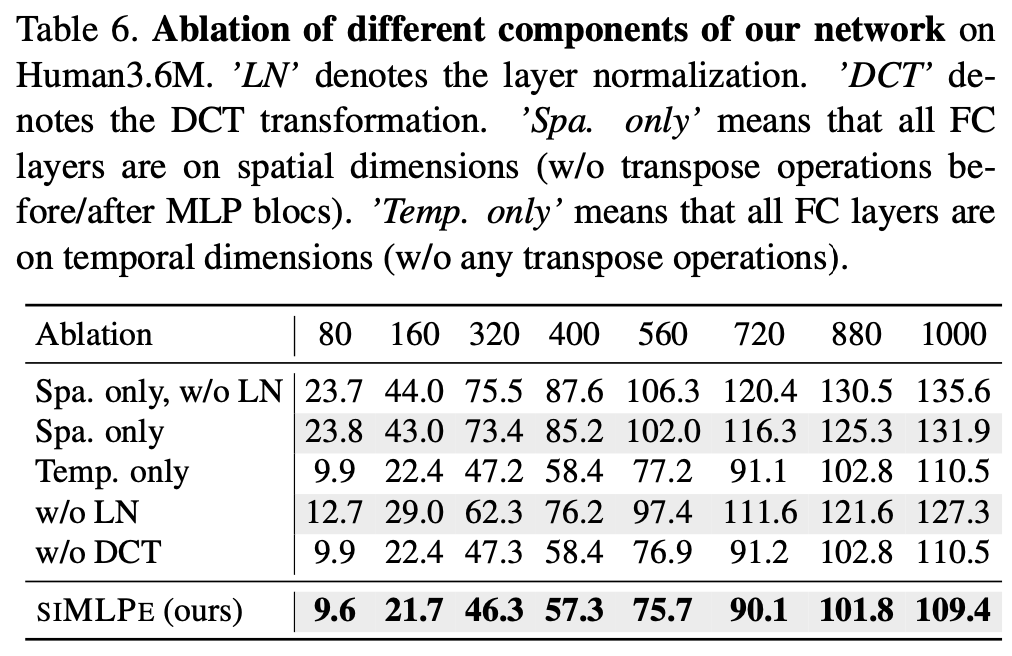 Table 6. Ablation of different components of our network on
Human3.6M. ’LN’ denotes the layer normalization. ’DCT’ de-
notes the DCT transformation. ’Spa. only’ means that all FC
layers are on spatial dimensions (w/o transpose operations be-
fore/after MLP blocs). ’Temp. only’ means that all FC layers are
on temporal dimensions (w/o any transpose operations).
Ablation 80 160 320 400 560 720 880 1000
Spa. only, w/o LN 23.7 44.0 75.5 87.6 106.3 120.4 130.5 135.6
Spa. only 23.8 43.0 73.4 85.2 102.0 116.3 125.3 131.9
Temp. only 9.9 22.4 47.2 58.4 77.2 91.1 102.8 110.5
w/o LN 12.7 29.0 62.3 76.2 97.4 111.6 121.6 127.3
w/o DCT 9.9 22.4 47.3 58.4 76.9 91.2 102.8 110.5
SIMLPE (ours) 9.6 21.7 46.3 57.3 75.7 90.1 101.8 109.4